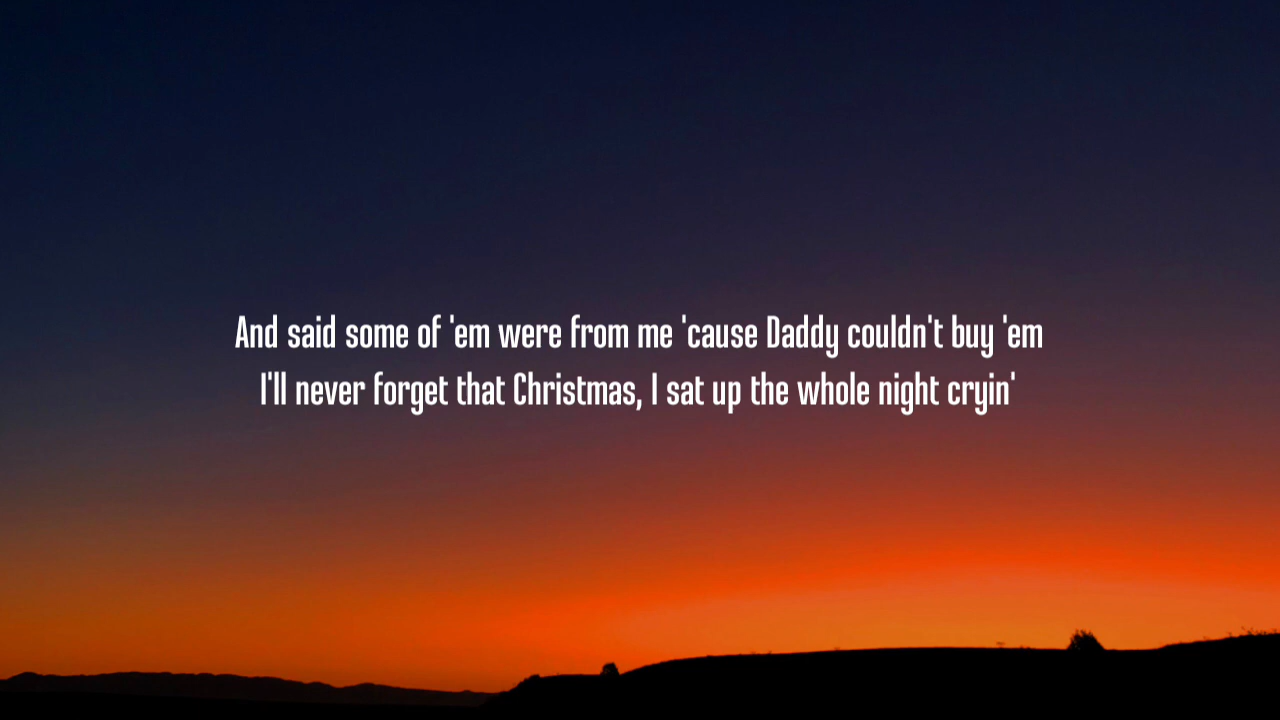 And said some of 'em were from me 'cause Daddy couldn't buy 'em
I'll never forget that Christmas, I sat up the whole night cryin'